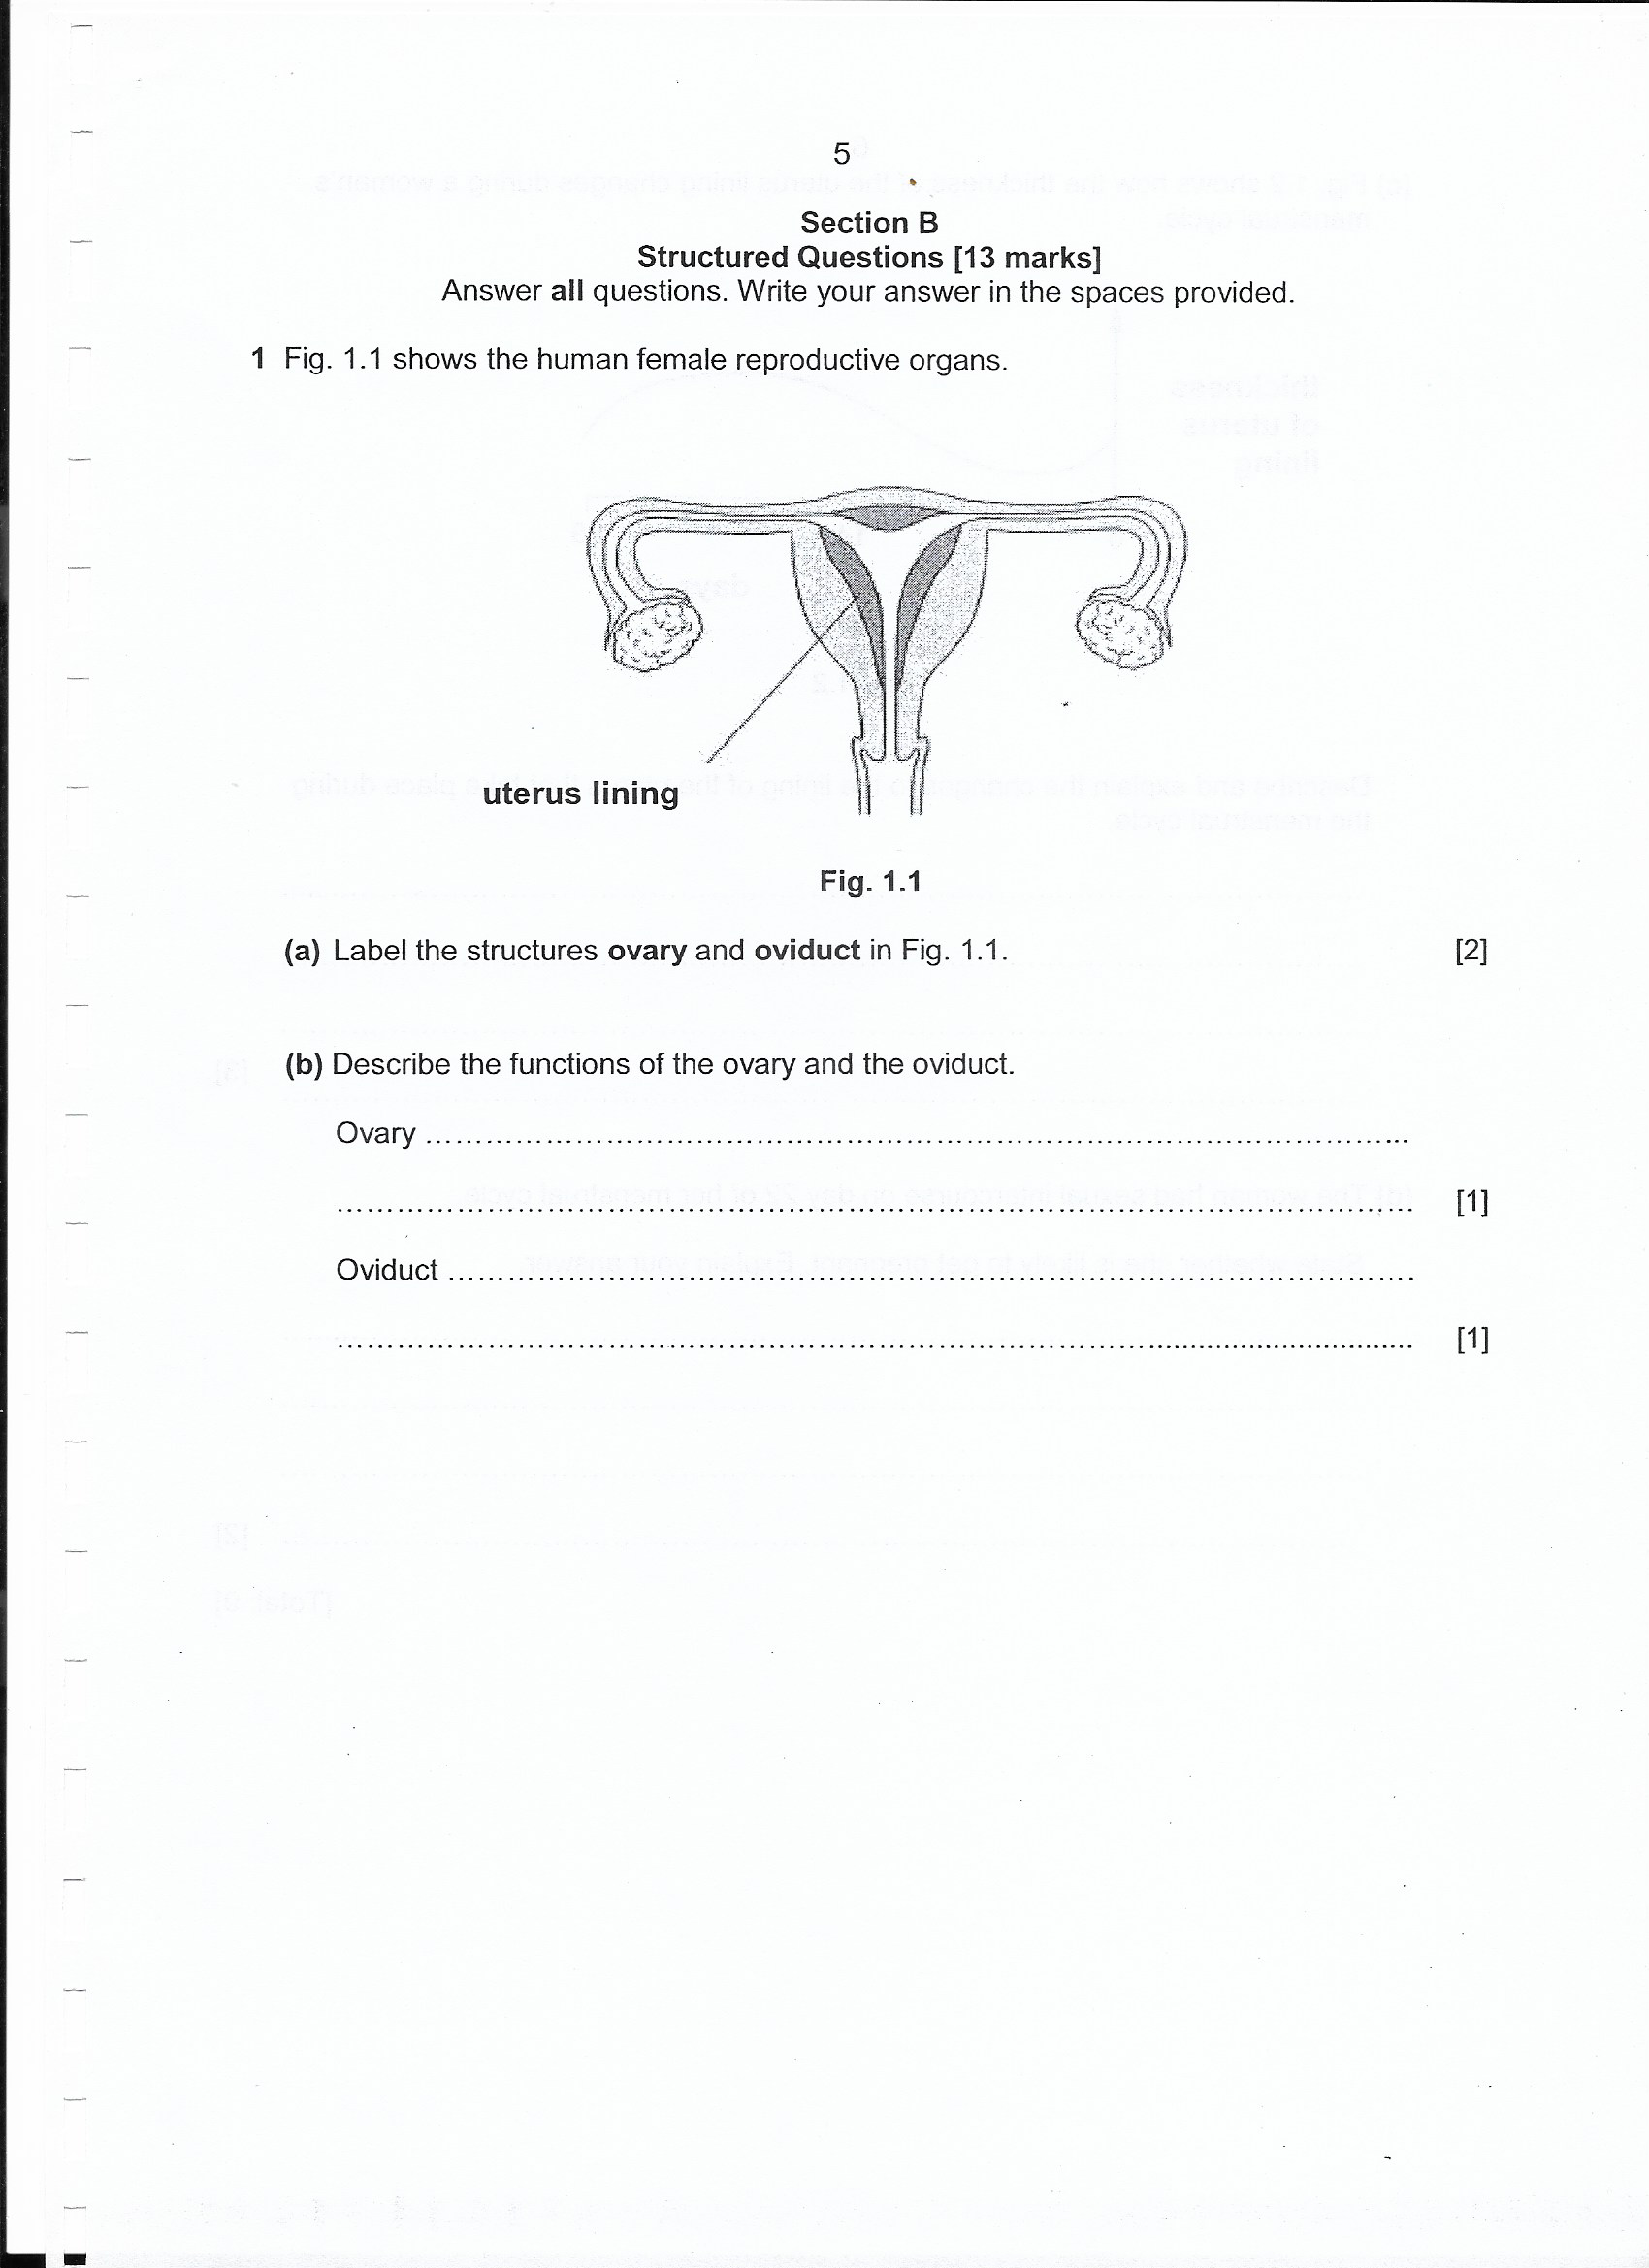 5
Section B
Structured Questions [13 marks]
Answer all questions. Write your answer in the spaces provided.
1 Fig. 1.1 shows the human female reproductive organs.
uterus lining
Fig. 1.1
(a) Label the structures ovary and oviduct in Fig. 1.1. [2]
(b) Describe the functions of the ovary and the oviduct.
Ovary ..........................................................................................
.......................................................................................... [1]
Oviduct ..........................................................................................
.......................................................................................... [1]